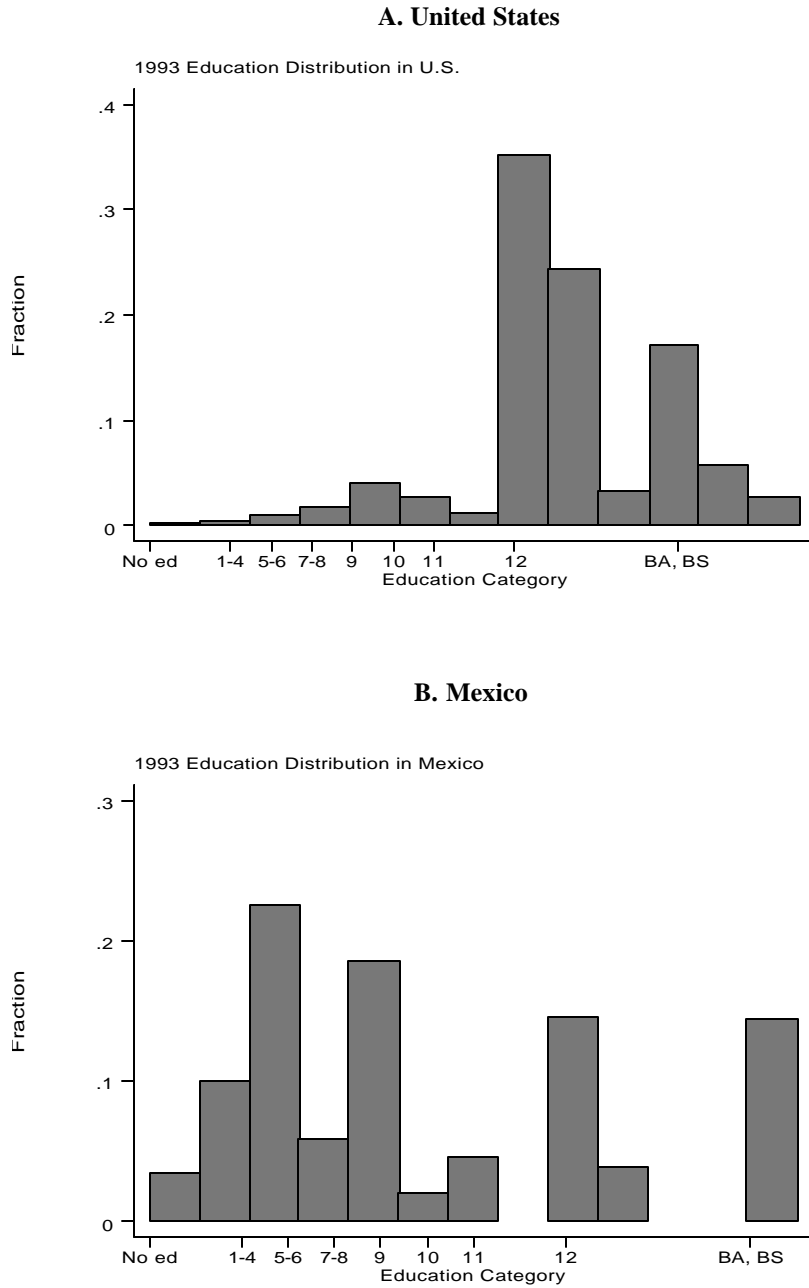 A. United States
1993 Education Distribution in U.S.
.4
.3
.2
.1
0
Fraction
No ed 1-4 5-6 7-8 9 10 11 12 BA, BS
Education Category
B. Mexico
1993 Education Distribution in Mexico
.3
.2
.1
0
Fraction
No ed 1-4 5-6 7-8 9 10 11 12 BA, BS
Education Category